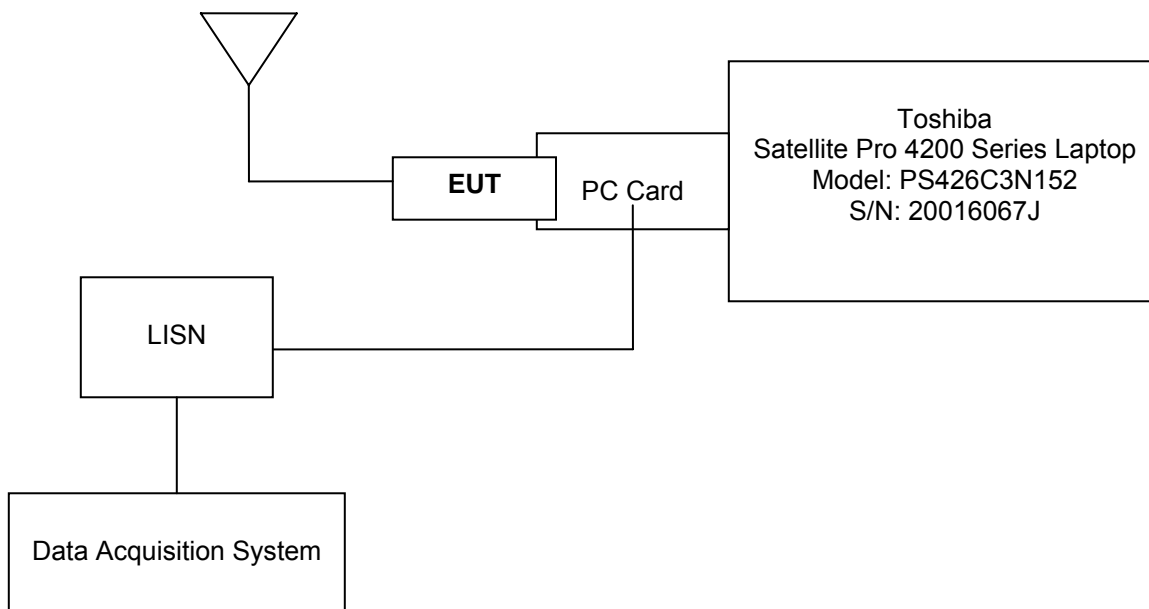 Toshiba
Satellite Pro 4200 Series Laptop
Model: PS426C3N152
S/N: 20016067J
EUT
PC Card
LISN
Data Acquisition System